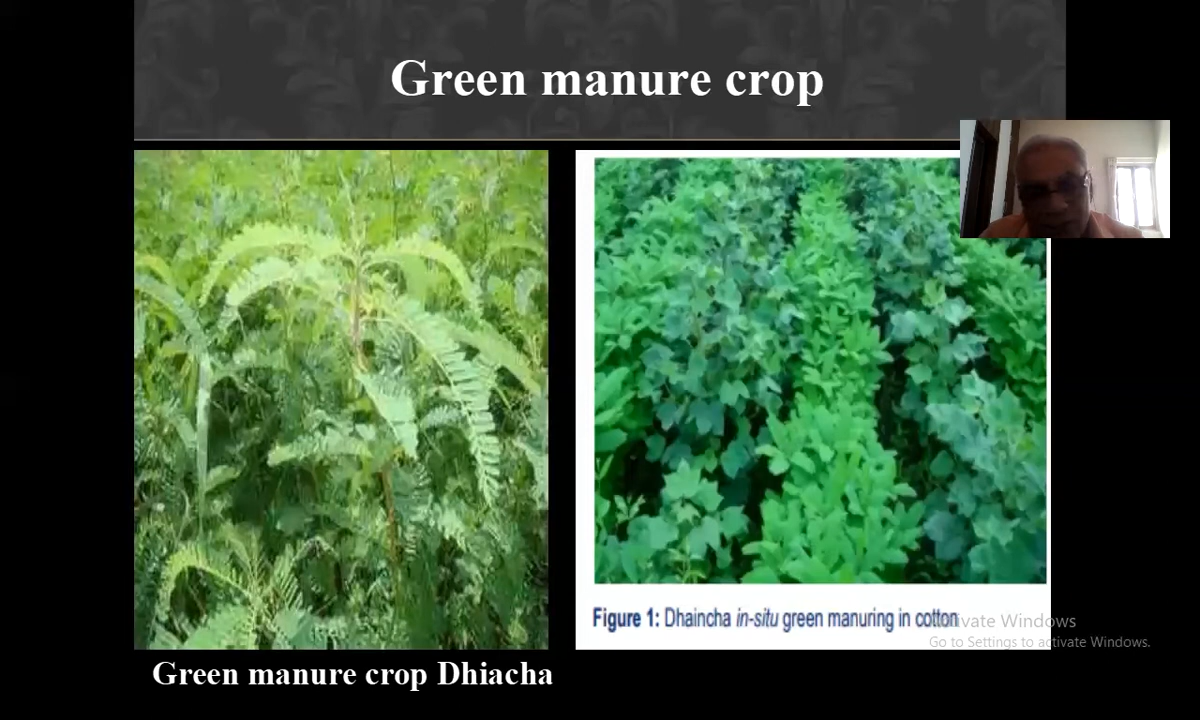 Green manure crop
Figure 1: Dhaincha in-situ green manuring in cotton
Activate Windows
Go to Settings to activate Windows.
Green manure crop Dhiacha